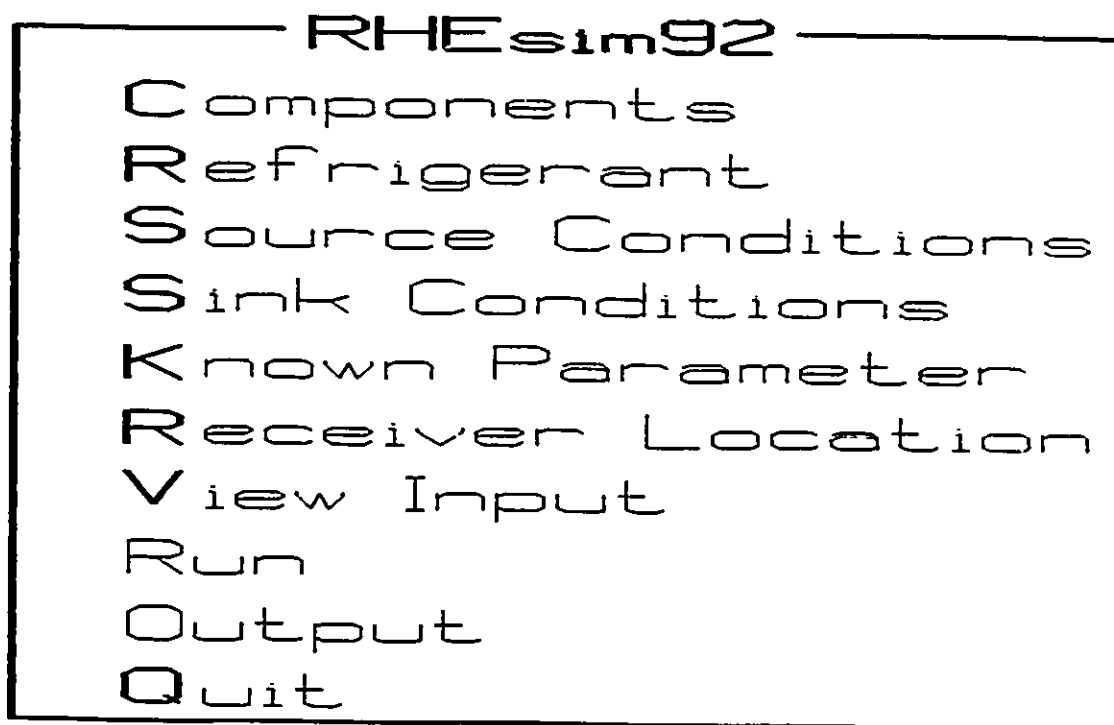 RHEsim92
Components
Refrigerant
Source Conditions
Sink Conditions
Known Parameter
Receiver Location
View Input
Run
Output
Quit